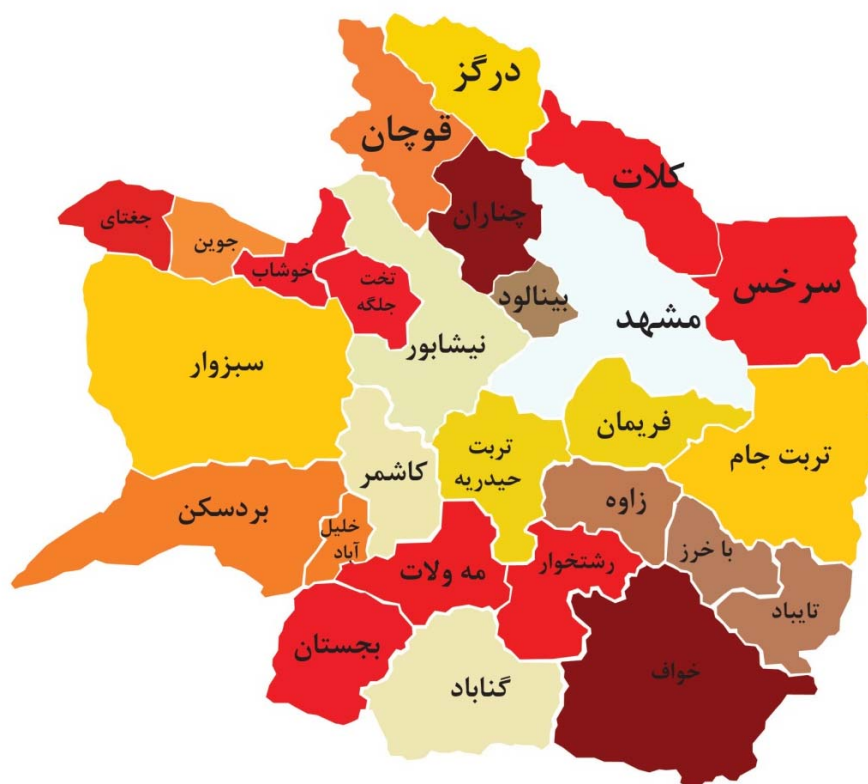 درگز
قوچان
کلات
چناران
جغتای
جوین
خوشاب
تخت
جلگه
بینالود
سرخس
مشهد
نیشابور
سبزوار
فریمان
تربت جام
تربت
حیدریه
کاشمر
زاوه
بردسکن
خلیل
آباد
با خرز
رشتخوار
مه ولات
تایباد
بجستان
گناباد
خواف